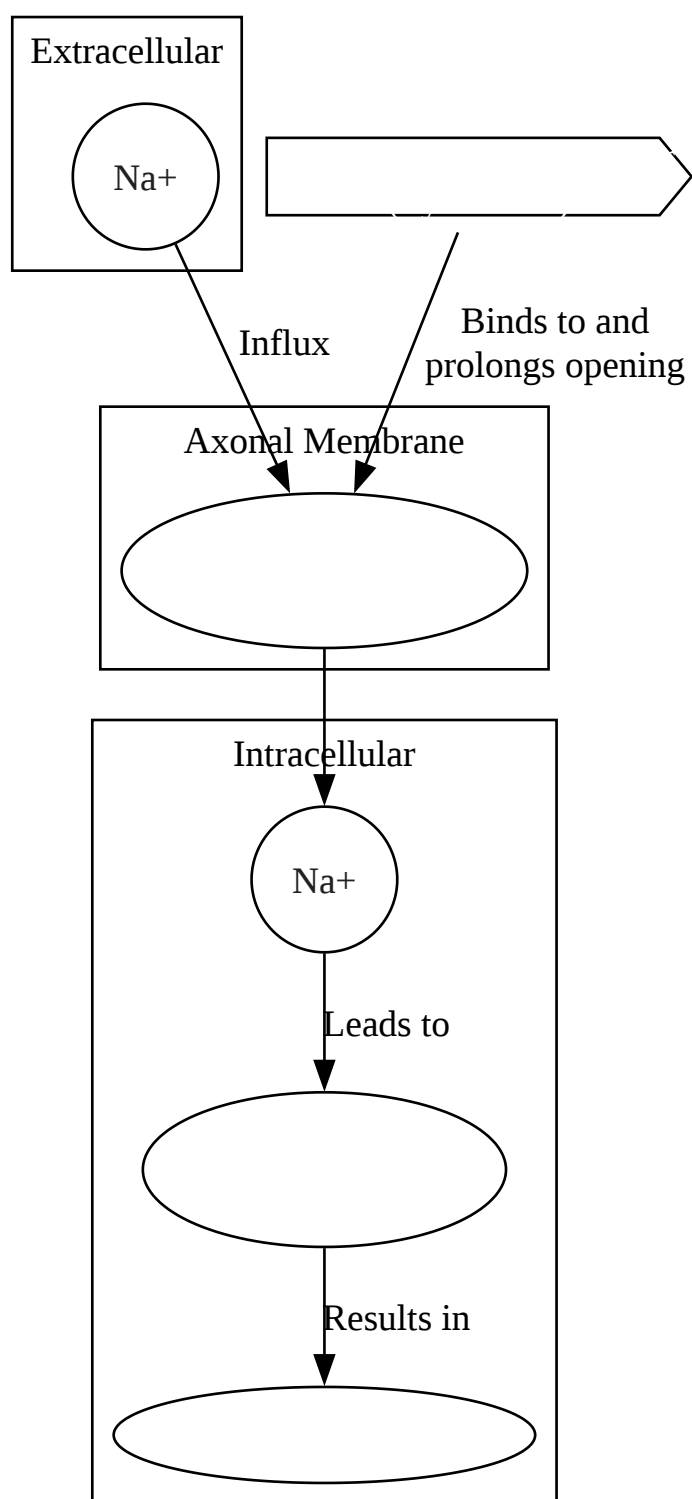 Extracellular
Na+
Influx
Binds to and
prolongs opening
Axonal Membrane
Intracellular
Na+
Leads to
Results in